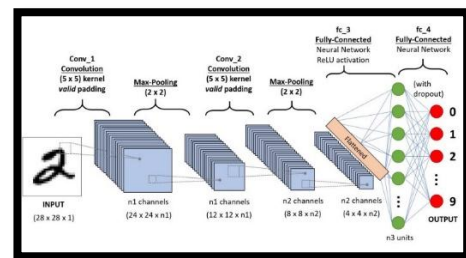 fc_3
Fully-Connected
Neural Network
ReLU activation
fc_4
Fully-Connected
Neural Network
Conv_1
Convolution
(5 x 5) kernel
valid padding
Max-Pooling
(2 x 2)
Conv_2
Convolution
(5 x 5) kernel
valid padding
Max-Pooling
(2 x 2)
(with
dropout)
Flattened
2
0
1
2
9
INPUT
(28 x 28 x 1)
n1 channels
(24 x 24 x n1)
n1 channels
(12 x 12 x n1)
n2 channels
(8 x 8 x n2)
n2 channels
(4 x 4 x n2)
n3 units
OUTPUT